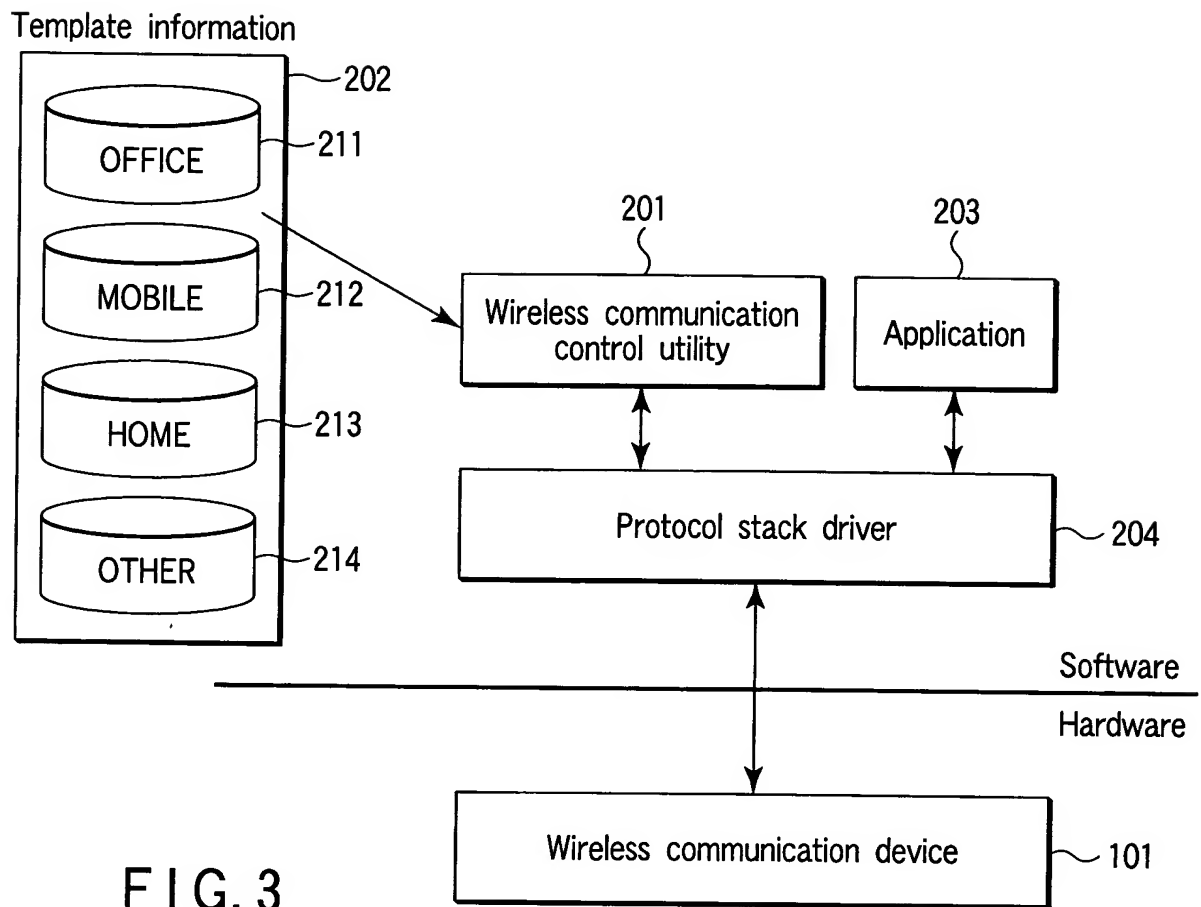 Template information
202
OFFICE
211
MOBILE
212
HOME
213
OTHER
214
201
Wireless communication
control utility
203
Application
Protocol stack driver
204
Software
Hardware
Wireless communication device
101
FIG. 3